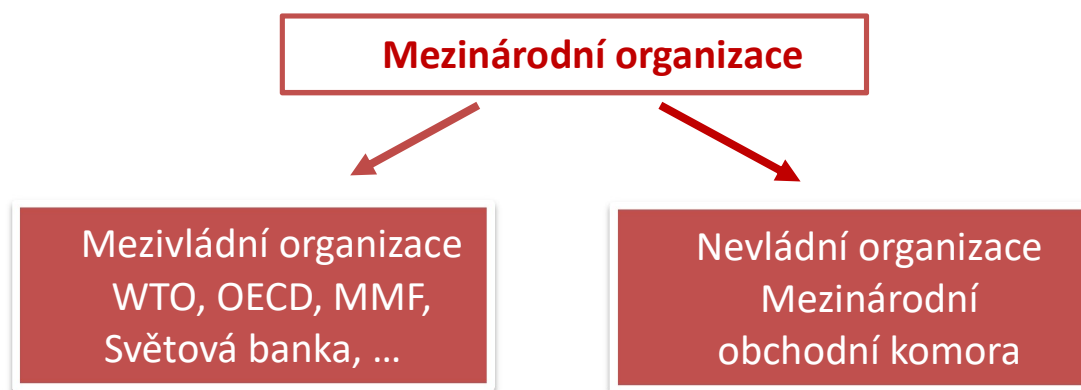 Mezinárodní organizace
Mezivládní organizace
WTO, OECD, MMF,
Světová banka, ...
Nevládní organizace
Mezinárodní
obchodní komora